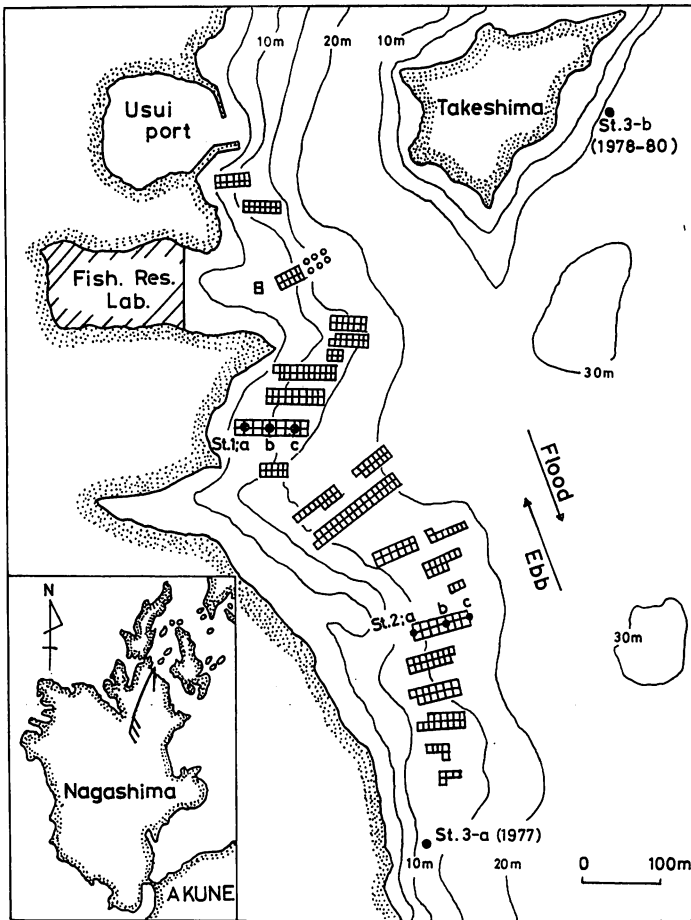 10m
20m
10m
Usui
port
Takeshima
St.3-b
(1978-80)
Fish. Res.
Lab.
30m
St.1;a
b
c
Flood
Ebb
St.2;a
b
c
30m
N
Nagashima
AKUNE
St.3-a (1977)
10m
20m
0
100m